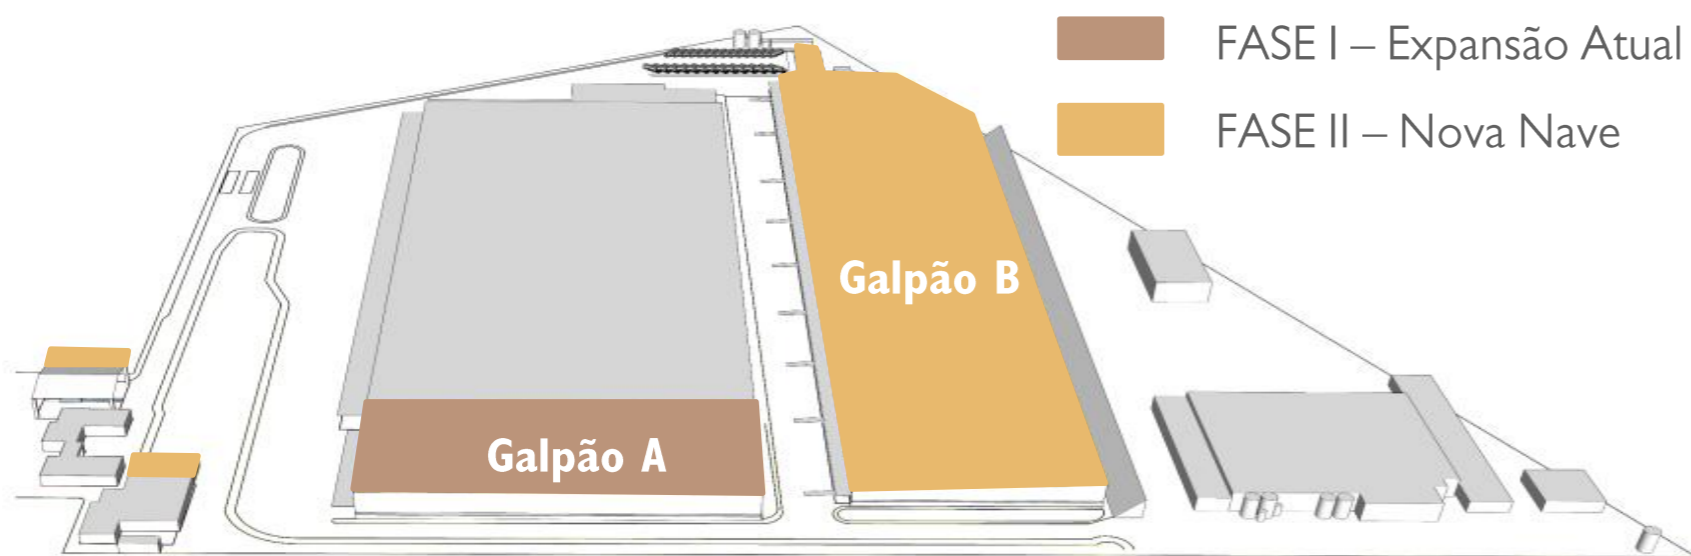 FASE I – Expansão Atual
FASE II – Nova Nave
Galpão B
Galpão A